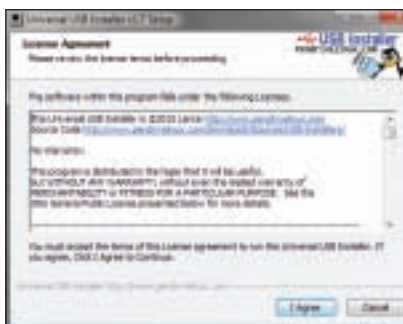 Universal USB Installer Setup
License Agreement
Please review the license terms before proceeding
USB Installer
The software within this program falls under the following Licenses.
The Universal USB Installer is ©2010 Lance
Source Code
No Warranty:
This program is distributed in the hope that it will be useful,
but WITHOUT ANY WARRANTY; without even the implied warranty of
MERCHANTABILITY or FITNESS FOR A PARTICULAR PURPOSE. See the
GNU General Public License presented below for more details.
You must accept the terms of this License agreement to run the Universal USB Installer. If
you agree, Click I Agree to Continue.
I Agree
Cancel